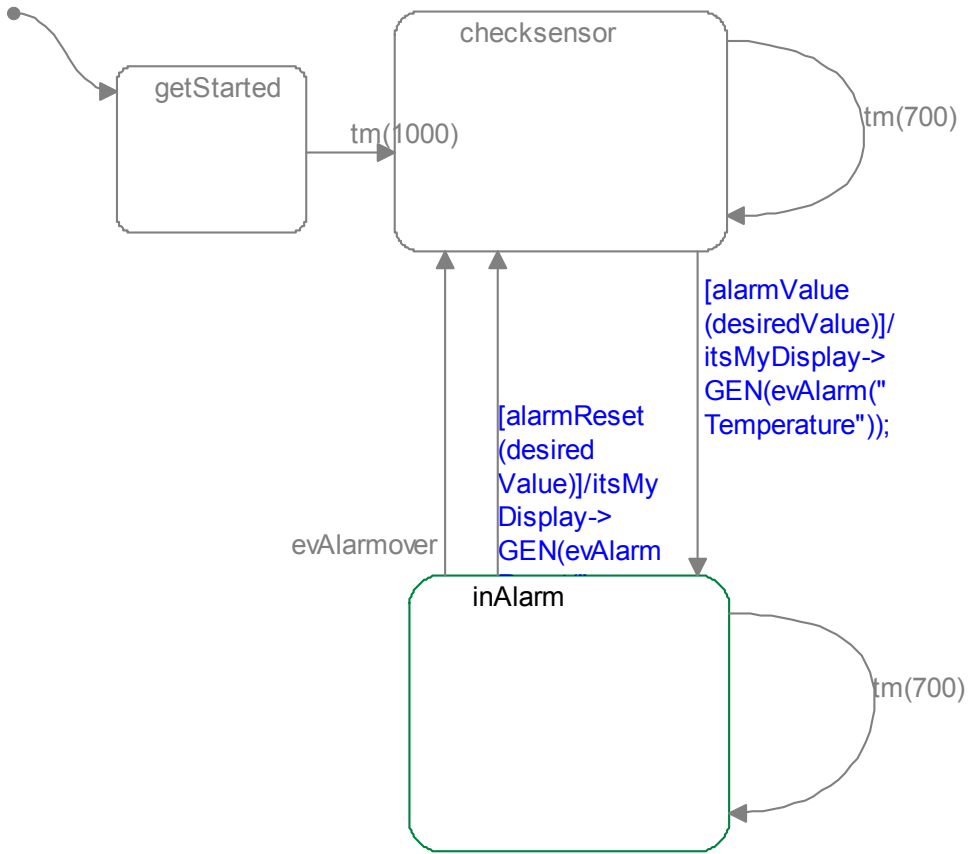 checksensor
getStarted
tm(1000)
tm(700)
[alarmValue
(desiredValue)]/
itsMyDisplay->
GEN(evAlarm("
Temperature"));
[alarmReset
(desired
Value)]/itsMy
Display->
GEN(evAlarm
evAlarmover
inAlarm
tm(700)